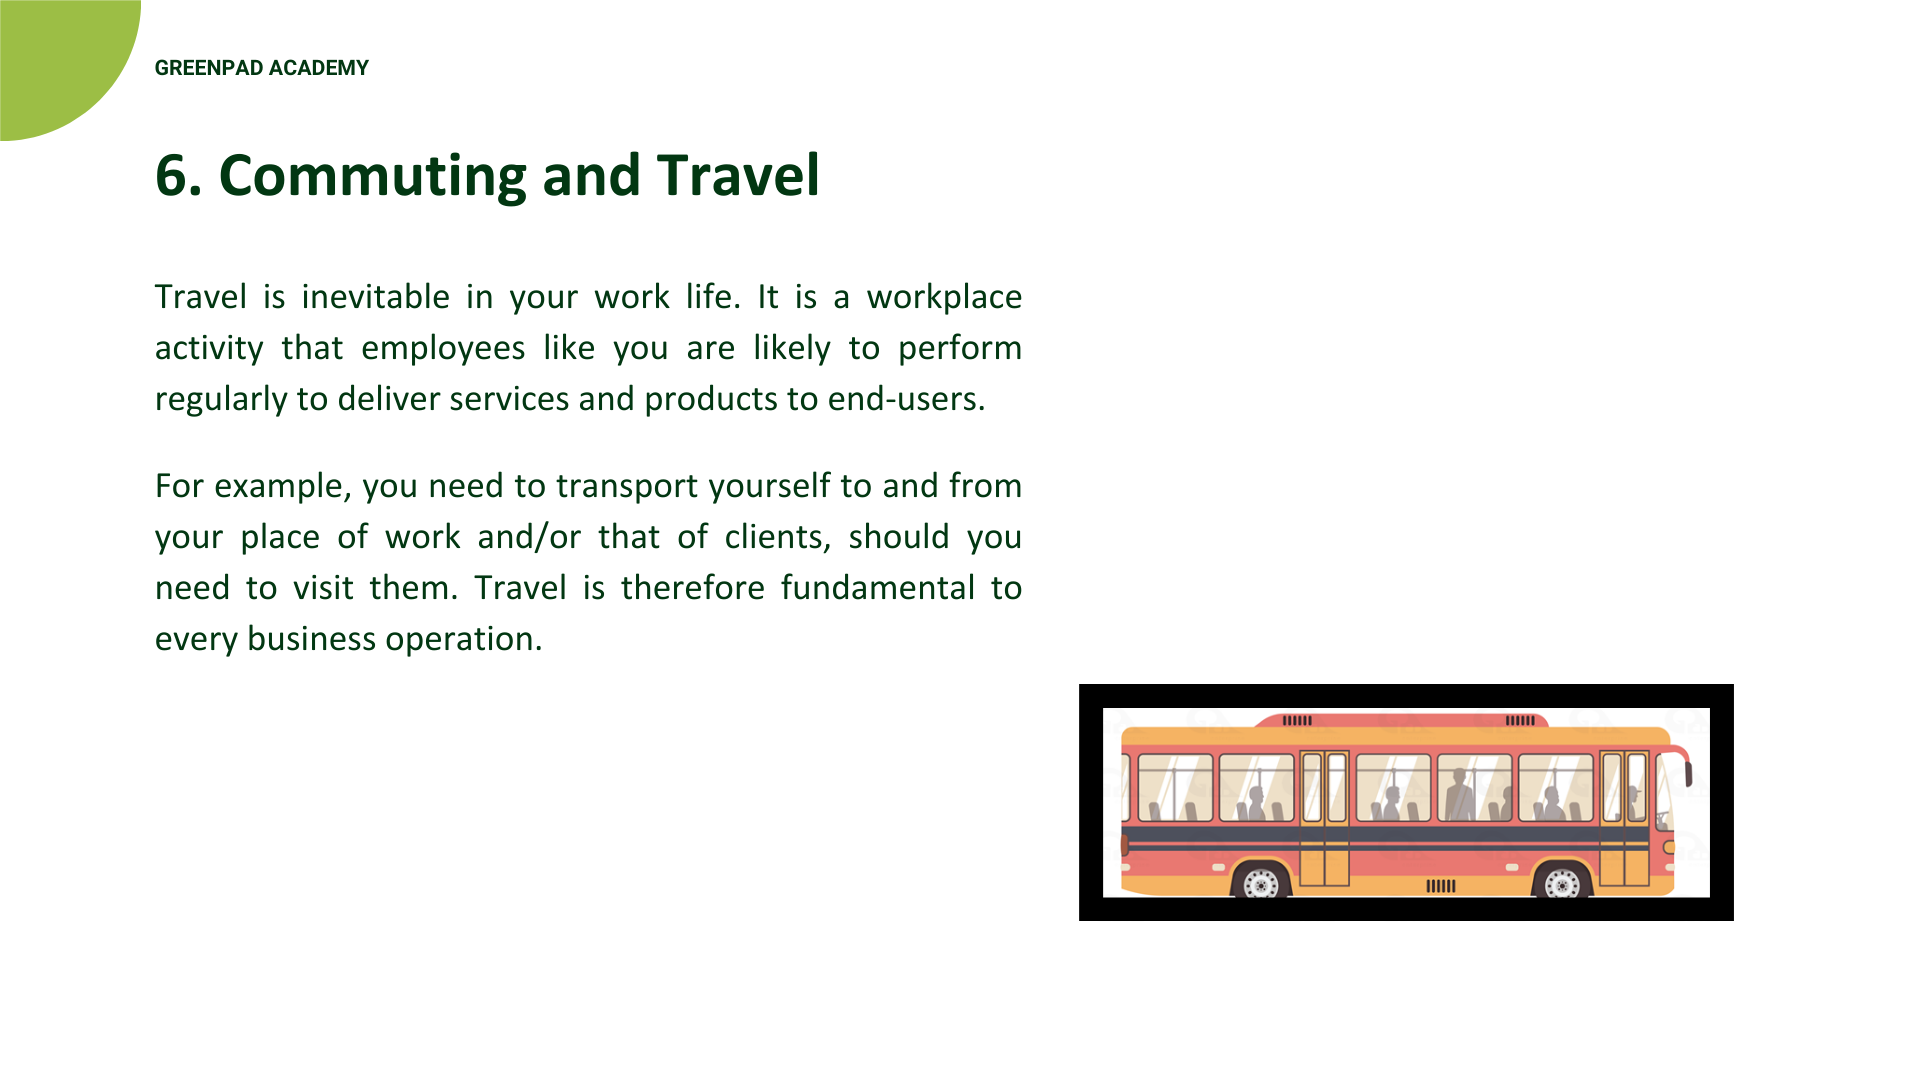 GREENPAD ACADEMY
6. Commuting and Travel
Travel is inevitable in your work life. It is a workplace
activity that employees like you are likely to perform
regularly to deliver services and products to end-users.
For example, you need to transport yourself to and from
your place of work and/or that of clients, should you
need to visit them. Travel is therefore fundamental to
every business operation.